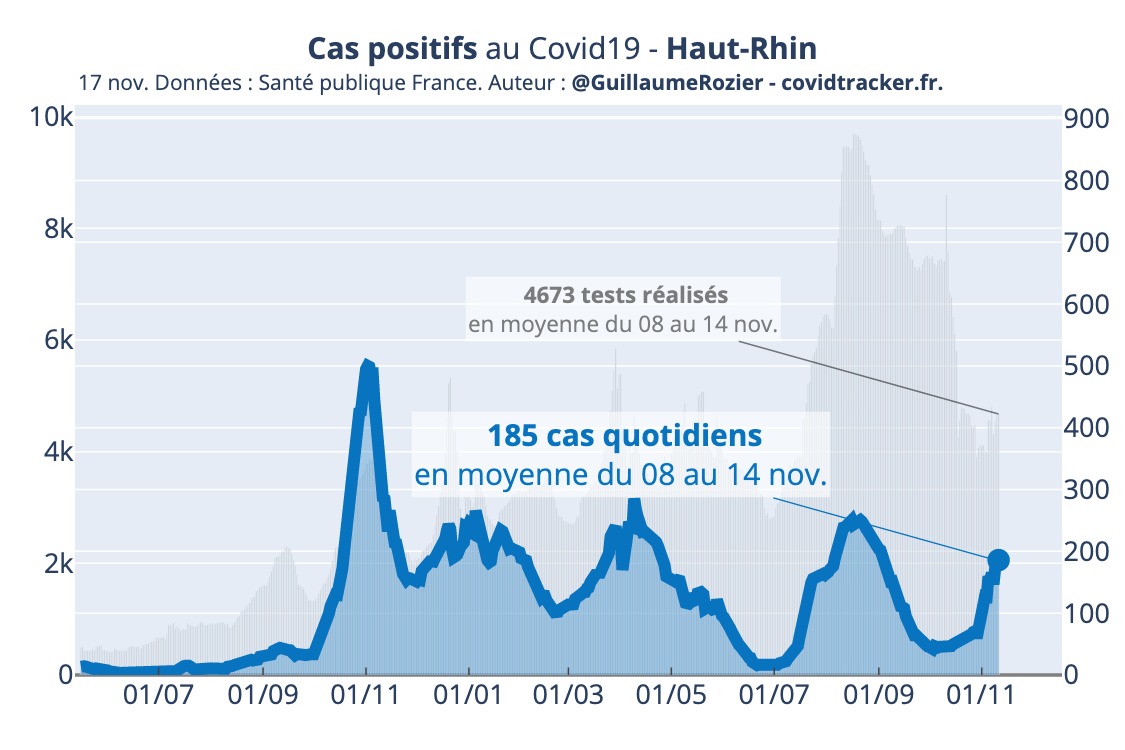 Cas positifs au Covid19 - Haut-Rhin
17 nov. Données : Santé publique France. Auteur : @GuillaumeRozier - covidtracker.fr.
10k
8k
6k
4k
2k
0
900
800
700
600
500
400
300
200
100
0
4673 tests réalisés
en moyenne du 08 au 14 nov.
185 cas quotidiens
en moyenne du 08 au 14 nov.
01/07 01/09 01/11 01/01 01/03 01/05 01/07 01/09 01/11